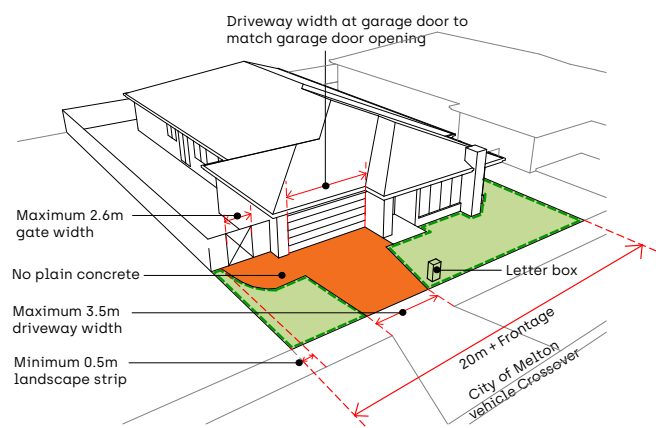 Driveway width at garage door to
match garage door opening
Maximum 2.6m
gate width
No plain concrete
Letter box
Maximum 3.5m
driveway width
20m + Frontage
Minimum 0.5m
landscape strip
City of Melton
vehicle Crossover